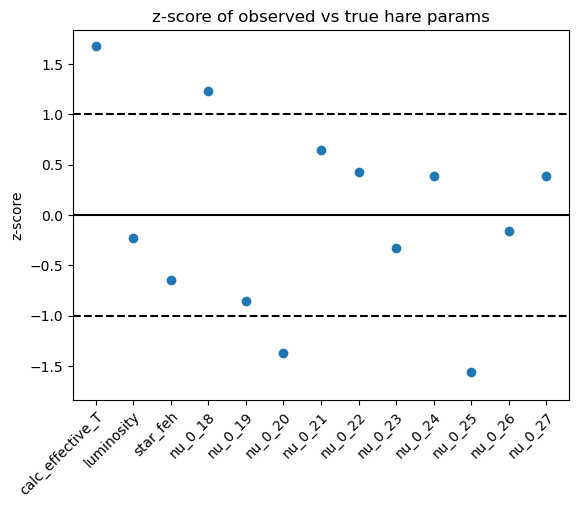 z-score of observed vs true hare params
z-score
1.5
1.0
0.5
0.0
−0.5
−1.0
−1.5
calc_effective_T
luminosity
star_feh
nu_0_18
nu_0_19
nu_0_20
nu_0_21
nu_0_22
nu_0_23
nu_0_24
nu_0_25
nu_0_26
nu_0_27